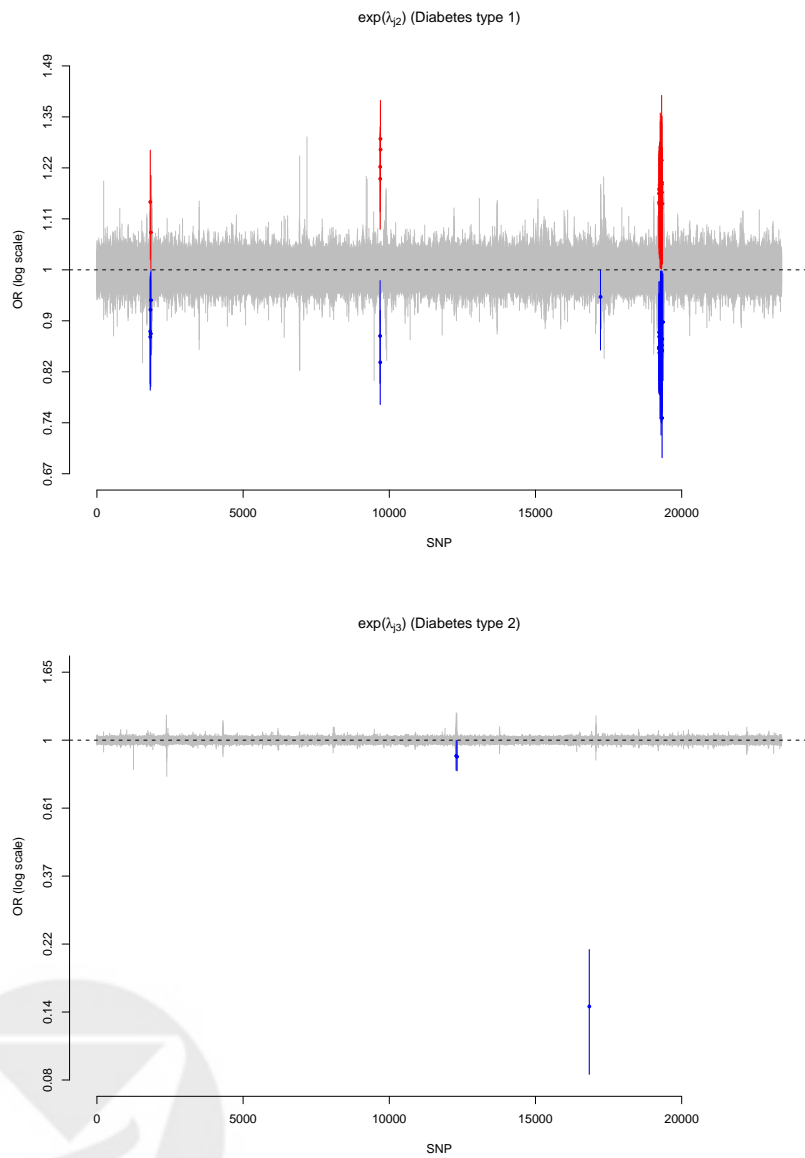 exp(λj2) (Diabetes type 1)
OR (log scale)
1.49
1.35
1.22
1.11
1
0.9
0.82
0.74
0.67
0 5000 10000 15000 20000
SNP
exp(λj3) (Diabetes type 2)
OR (log scale)
1.65
1
0.61
0.37
0.22
0.14
0.08
0 5000 10000 15000 20000
SNP